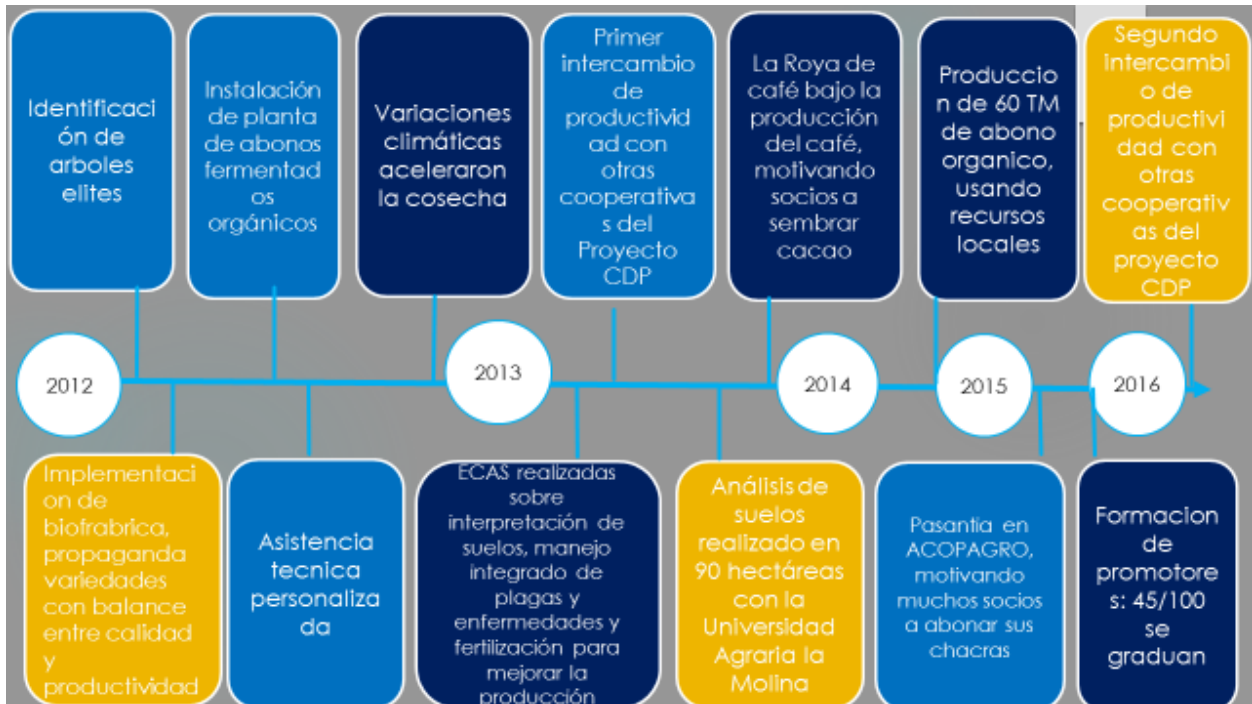 Identificaci
ón de
arboles
elites
Instalación
de planta
de abonos
fermentad
os
orgánicos
Variaciones
climáticas
aceleraron
la cosecha
Primer
intercambio
de
productivid
ad con
otras
cooperativa
s del
Proyecto
CDP
La Roya de
café bajo la
producción
del café,
motivando
socios a
sembrar
cacao
Produccio
n de 60 TM
de abono
organico,
usando
recursos
locales
Segundo
intercambi
o de
productivi
dad con
otras
cooperativ
as del
proyecto
CDP
2012
2013
2014
2015
2016
Implementaci
on de
biofrabrica,
propaganda
variedades
con balance
entre calidad
y
productividad
Asistencia
tecnica
personaliza
da
ECAS realizadas
sobre
interpretación de
suelos, manejo
integrado de
plagas y
enfermedades y
fertilización para
mejorar la
producción
Análisis de
suelos
realizado en
90 hectáreas
con la
Universidad
Agraria la
Molina
Pasantía en
ACOPAGRO,
motivando
muchos socios
a abonar sus
chacras
Formacion
de
promotore
s: 45/100
se
graduan